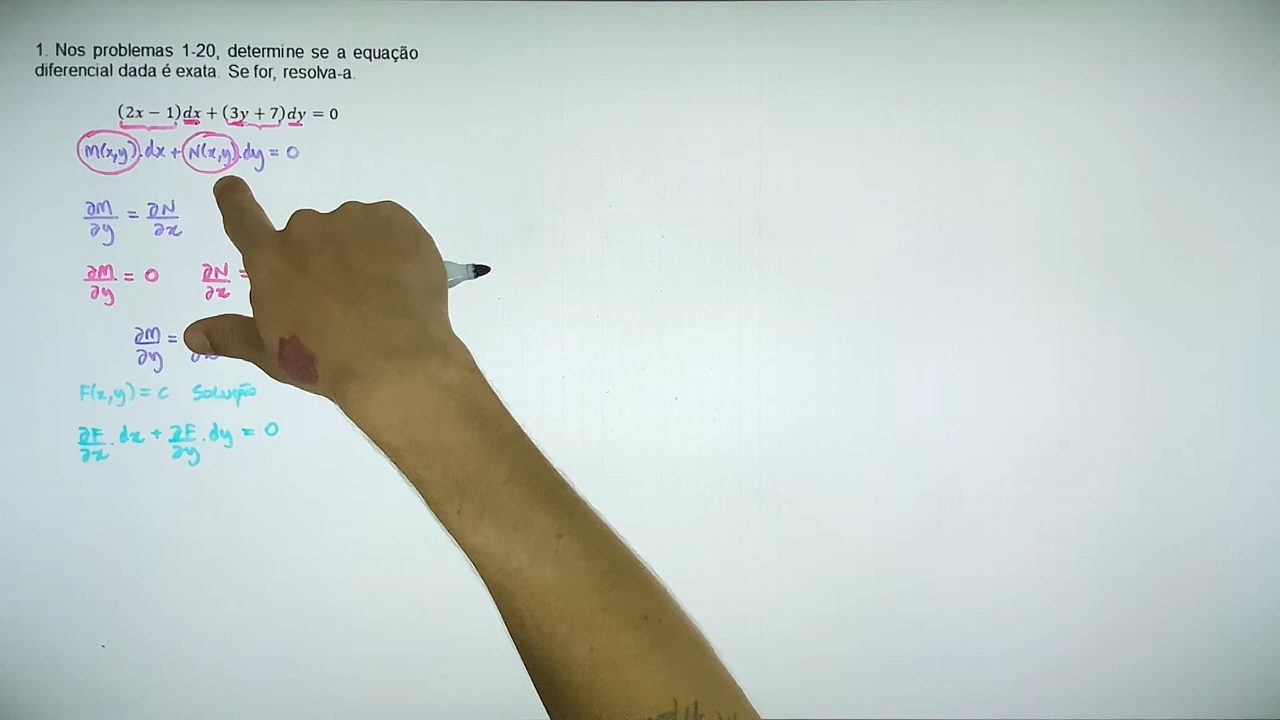 1. Nos problemas 1-20, determine se a equação
diferencial dada é exata. Se for, resolva-a.
(2x − 1)dx + (3y + 7)dy = 0
M(x,y).dx + N(x,y).dy = 0
∂M/∂y = ∂N/∂x
∂M/∂y = 0 ∂N/∂x =
∂M/∂y =
F(x,y) = C Solução
∂F/∂x . dx + ∂F/∂y . dy = 0